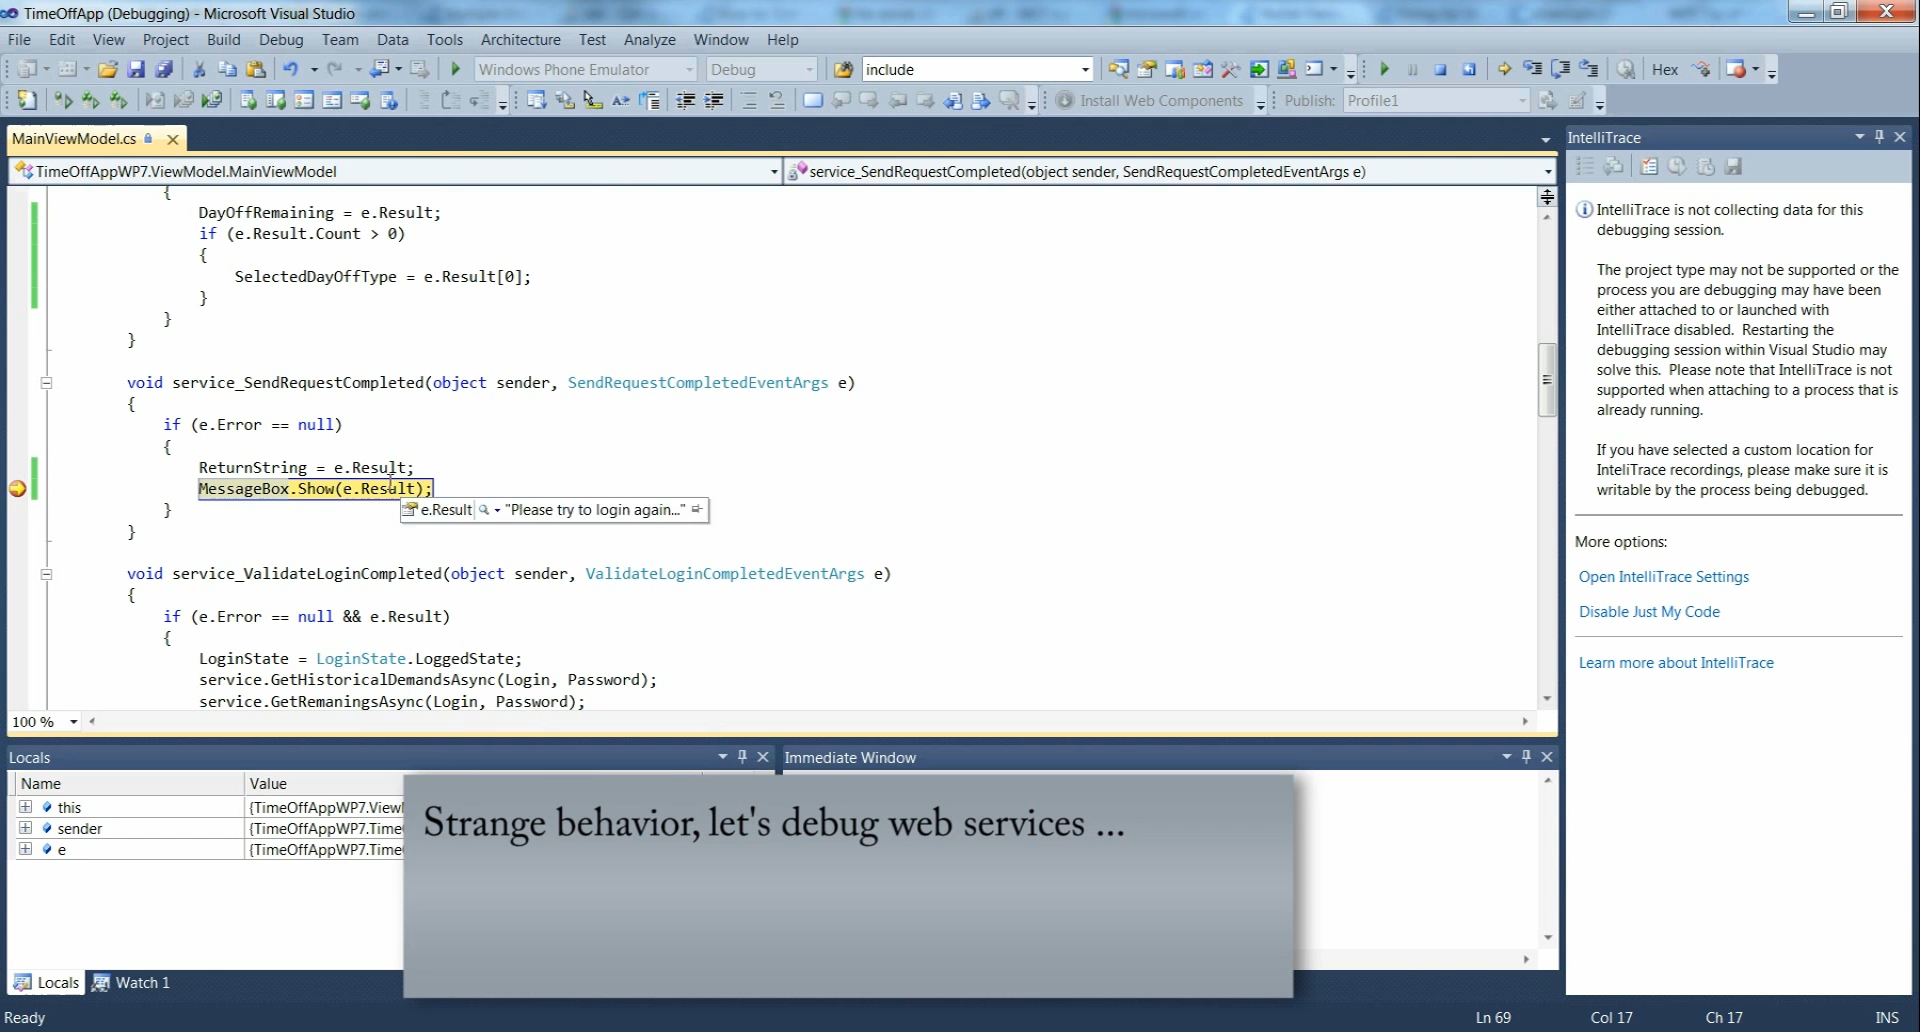 TimeOffApp (Debugging) - Microsoft Visual Studio
File Edit View Project Build Debug Team Data Tools Architecture Test Analyze Window Help
Windows Phone Emulator Debug include Hex
Install Web Components Publish: Profile1
MainViewModel.cs
TimeOffAppWP7.ViewModel.MainViewModel service_SendRequestCompleted(object sender, SendRequestCompletedEventArgs e)
{
DayOffRemaining = e.Result;
if (e.Result.Count > 0)
{
SelectedDayOffType = e.Result[0];
}
}
}
void service_SendRequestCompleted(object sender, SendRequestCompletedEventArgs e)
{
if (e.Error == null)
{
ReturnString = e.Result;
MessageBox.Show(e.Result);
}
e.Result "Please try to login again..."
}
void service_ValidateLoginCompleted(object sender, ValidateLoginCompletedEventArgs e)
{
if (e.Error == null && e.Result)
{
LoginState = LoginState.LoggedState;
service.GetHistoricalDemandsAsync(Login, Password);
service.GetRemaningsAsync(Login, Password);
100 %
IntelliTrace
IntelliTrace is not collecting data for this
debugging session.
The project type may not be supported or the
process you are debugging may have been
either attached to or launched with
IntelliTrace disabled. Restarting the
debugging session within Visual Studio may
solve this. Please note that IntelliTrace is not
supported when attaching to a process that is
already running.
If you have selected a custom location for
InteliTrace recordings, please make sure it is
writable by the process being debugged.
More options:
Open IntelliTrace Settings
Disable Just My Code
Learn more about IntelliTrace
Locals
Name Value
this {TimeOffAppWP7.View
sender {TimeOffAppWP7.Time
e {TimeOffAppWP7.Time
Immediate Window
Strange behavior, let's debug web services ...
Locals Watch 1
Ready Ln 69 Col 17 Ch 17 INS